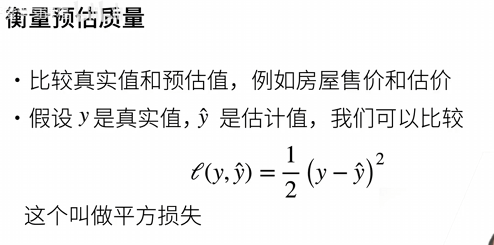 衡量预估质量
• 比较真实值和预估值，例如房屋售价和估价
• 假设 y 是真实值，ŷ 是估计值，我们可以比较
ℓ(y, ŷ) = 1/2 (y − ŷ)²
这个叫做平方损失